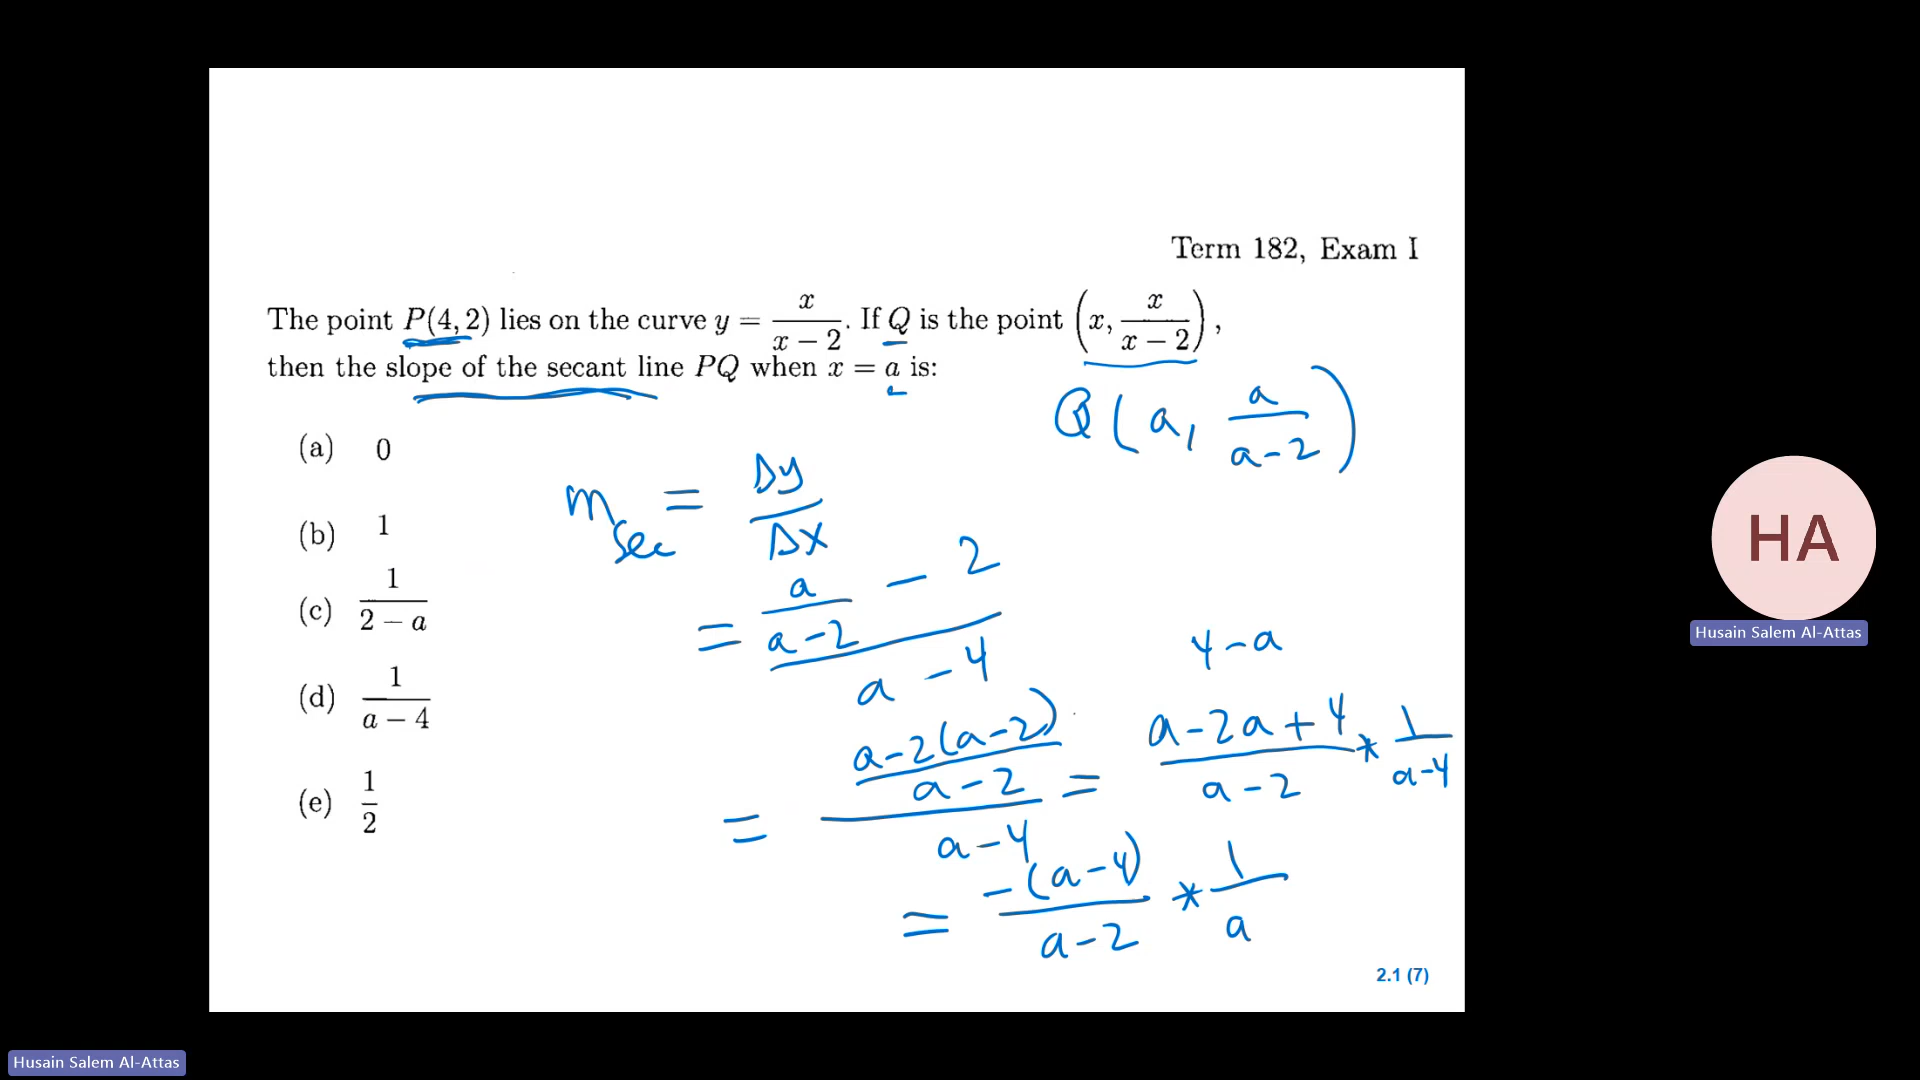 Term 182, Exam I
The point P(4, 2) lies on the curve y = x/(x − 2). If Q is the point (x, x/(x − 2)),
then the slope of the secant line PQ when x = a is:
Q(a, a/(a−2))
(a) 0
(b) 1
(c) 1/(2 − a)
(d) 1/(a − 4)
(e) 1/2
m sec = Δy/Δx
= (a/(a−2) − 2)/(a − 4)
4−a
= ((a−2(a−2))/(a−2))/(a−4) = (a−2a+4)/(a−2) * 1/(a−4)
= −(a−4)/(a−2) * 1/a
2.1 (7)
HA
Husain Salem Al-Attas
Husain Salem Al-Attas